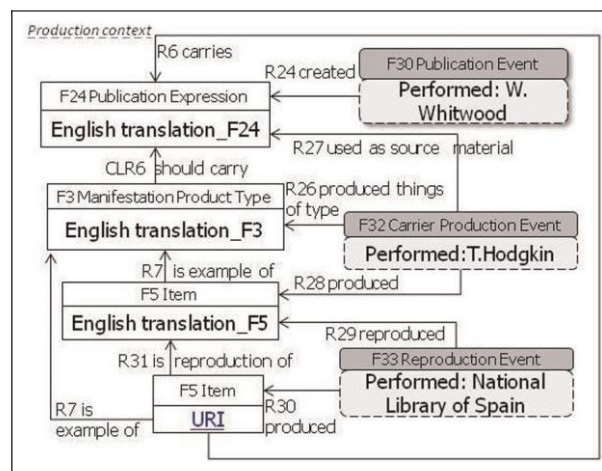 Production context
R6 carries
R24 created
F30 Publication Event
Performed: W.
Whitwood
F24 Publication Expression
English translation_F24
R27 used as source material
CLR6 should carry
F3 Manifestation Product Type
English translation_F3
R26 produced things
of type
F32 Carrier Production Event
Performed:T.Hodgkin
R7 is example of
R28 produced
F5 Item
English translation_F5
R29 reproduced
F33 Reproduction Event
Performed: National
Library of Spain
R31 is reproduction of
F5 Item
URI
R30
produced
R7 is
example of